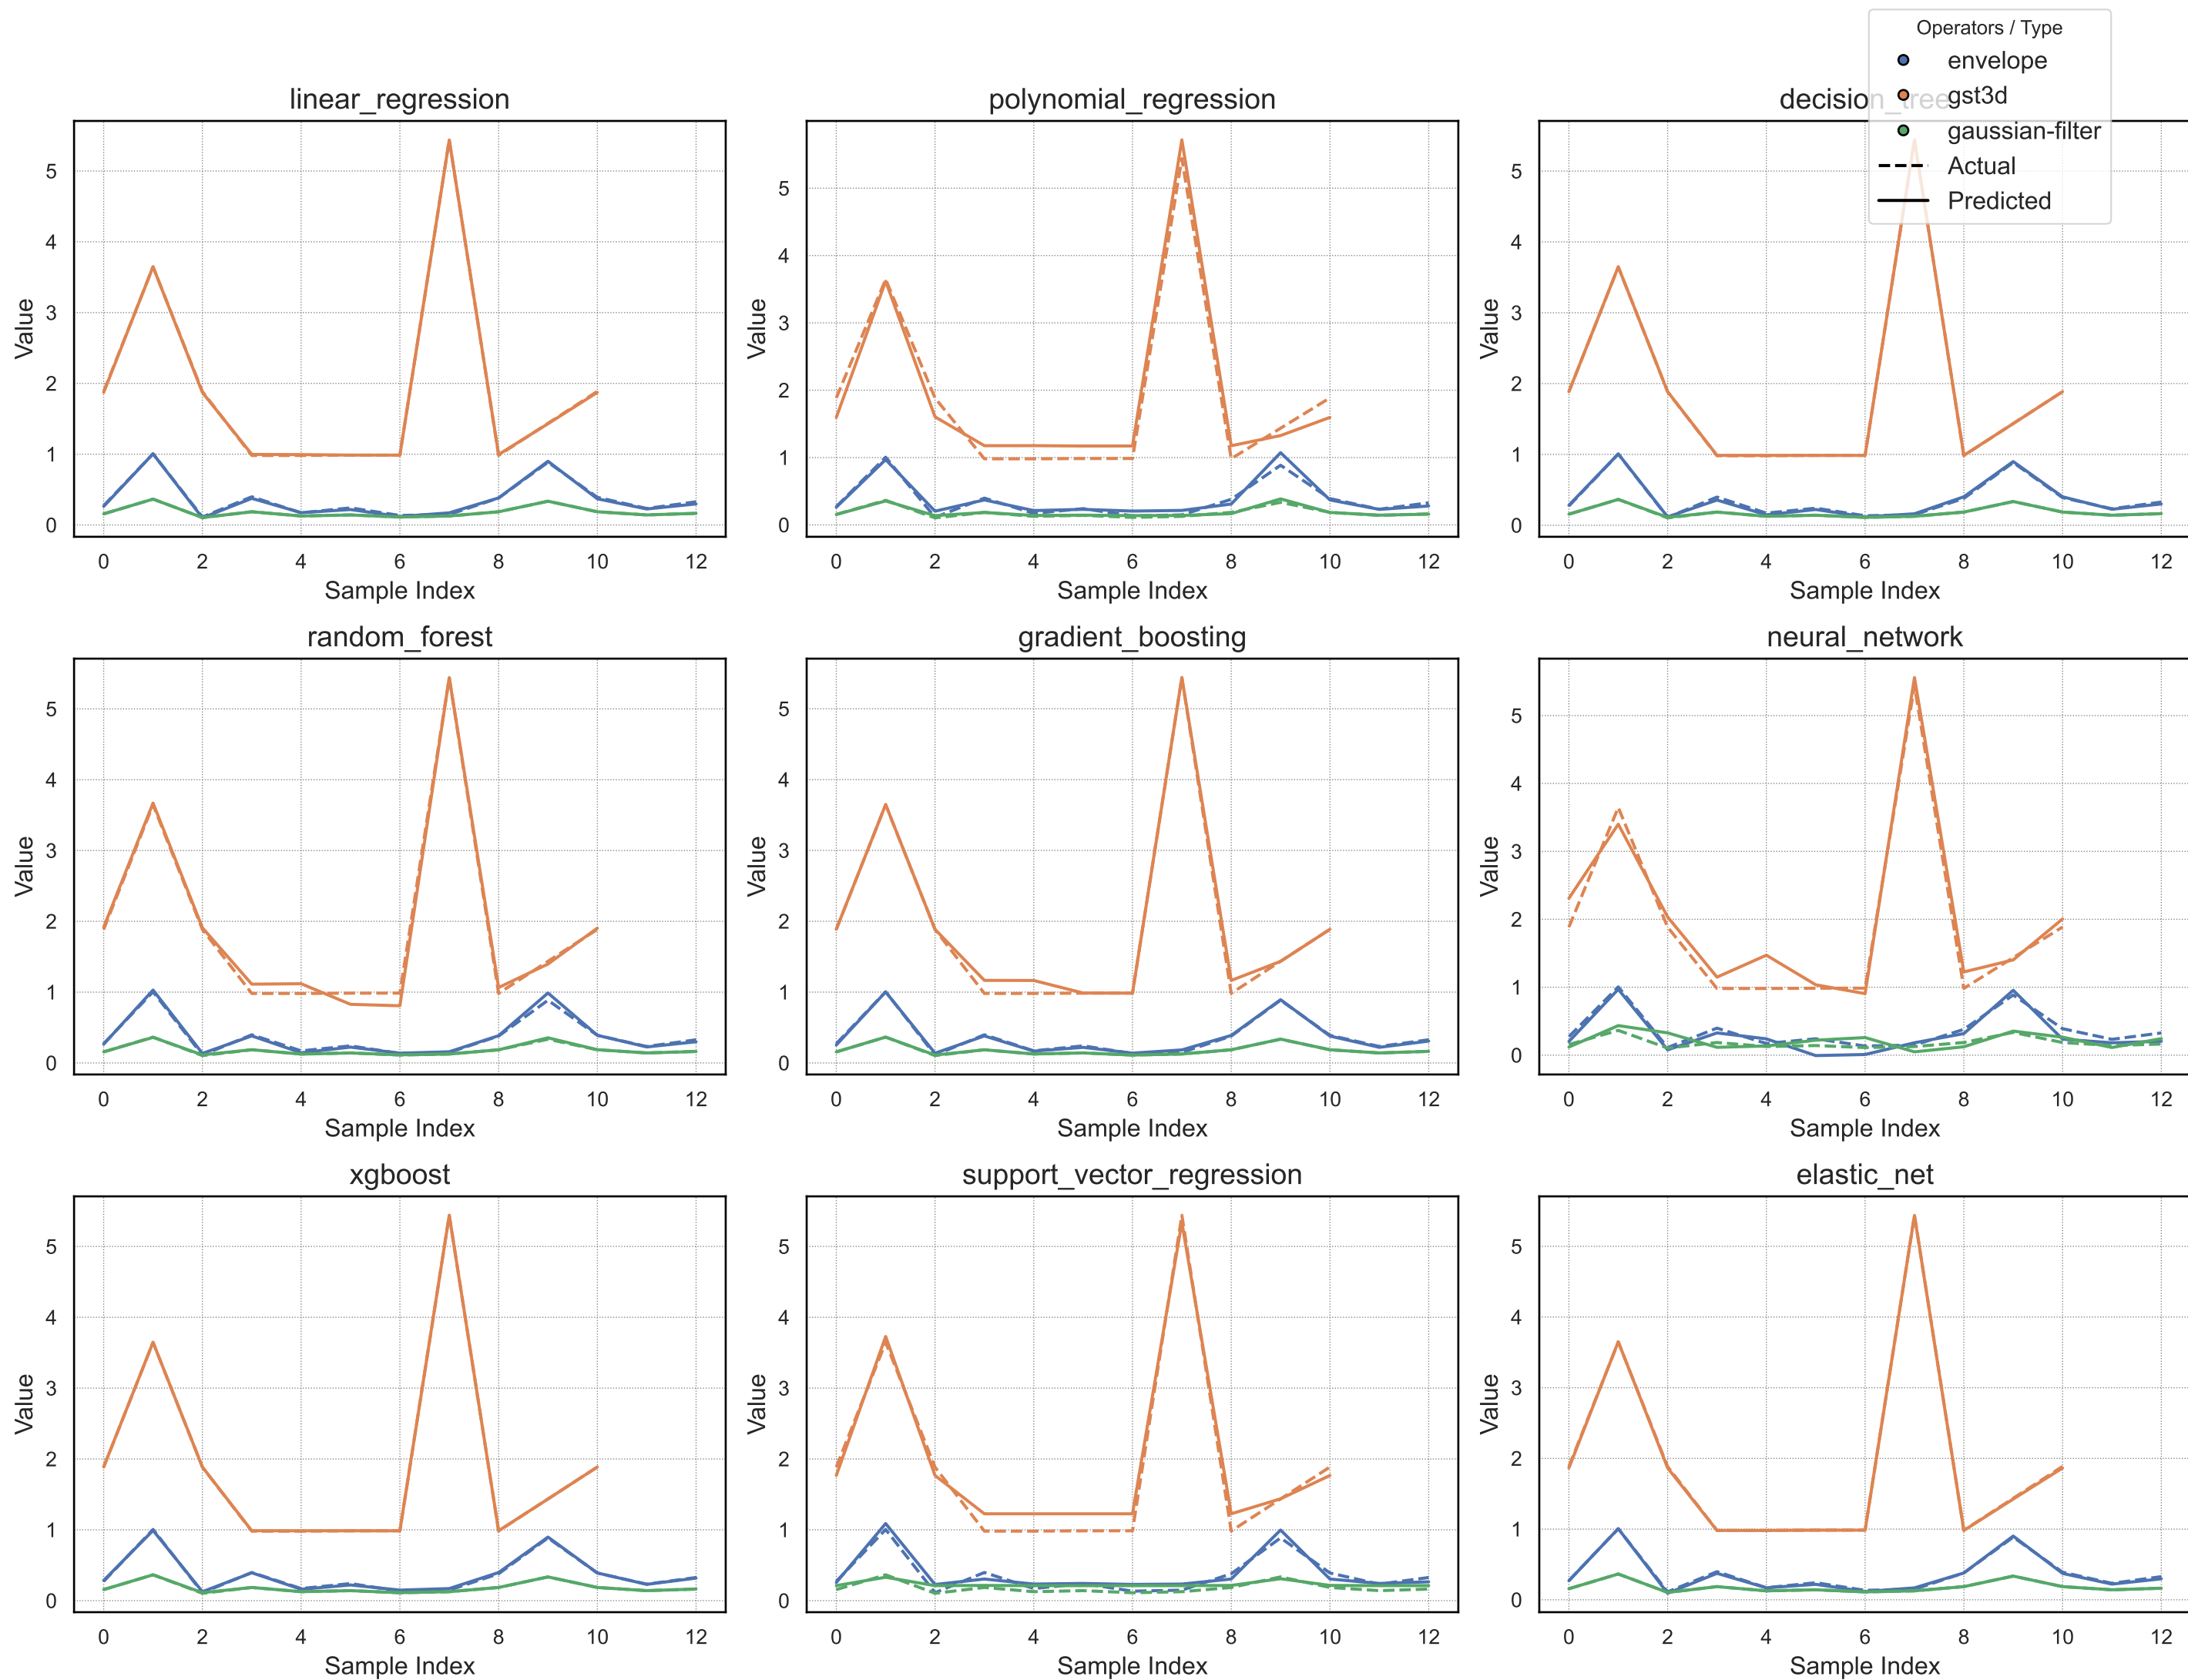 Operators / Type
envelope
gst3d
gaussian-filter
Actual
Predicted
linear_regression
Value
5
4
3
2
1
0
0 2 4 6 8 10 12
Sample Index
polynomial_regression
Value
5
4
3
2
1
0
0 2 4 6 8 10 12
Sample Index
decision_tree
Value
5
4
3
2
1
0
0 2 4 6 8 10 12
Sample Index
random_forest
Value
5
4
3
2
1
0
0 2 4 6 8 10 12
Sample Index
gradient_boosting
Value
5
4
3
2
1
0
0 2 4 6 8 10 12
Sample Index
neural_network
Value
5
4
3
2
1
0
0 2 4 6 8 10 12
Sample Index
xgboost
Value
5
4
3
2
1
0
0 2 4 6 8 10 12
Sample Index
support_vector_regression
Value
5
4
3
2
1
0
0 2 4 6 8 10 12
Sample Index
elastic_net
Value
5
4
3
2
1
0
0 2 4 6 8 10 12
Sample Index